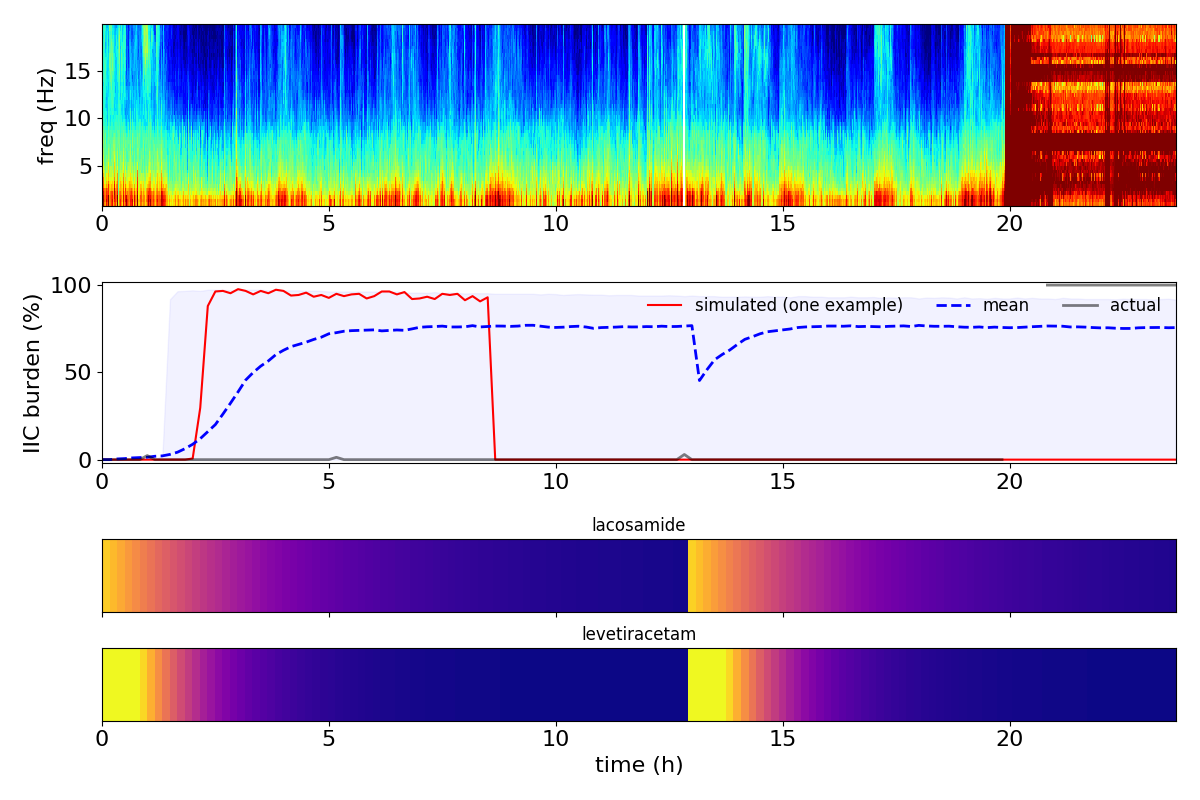 freq (Hz)
15
10
5
0 5 10 15 20
IIC burden (%)
100
50
0
simulated (one example) mean actual
0 5 10 15 20
lacosamide
levetiracetam
0 5 10 15 20
time (h)